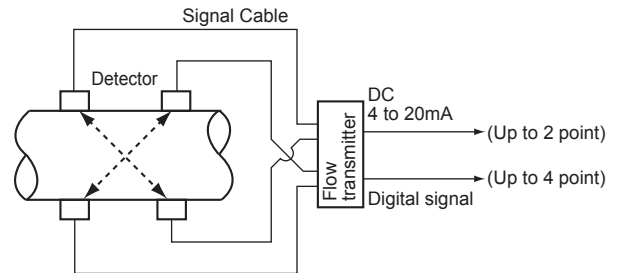 Signal Cable
Detector
DC
4 to 20mA
(Up to 2 point)
Flow
transmitter
(Up to 4 point)
Digital signal